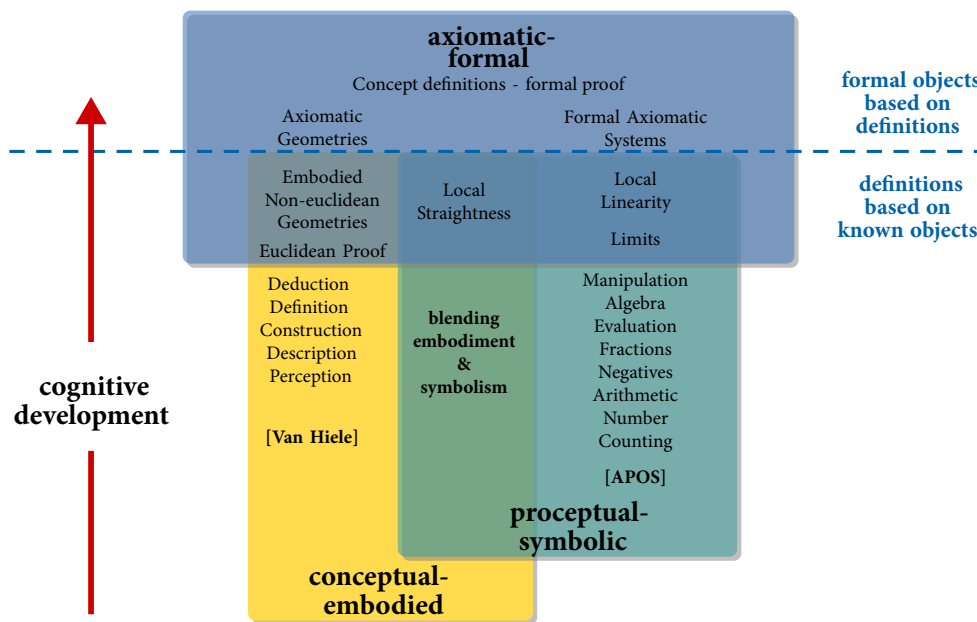 axiomatic-
formal
Concept definitions - formal proof
Axiomatic
Geometries
Formal Axiomatic
Systems
formal objects
based on
definitions
Embodied
Non-euclidean
Geometries
Euclidean Proof
Local
Straightness
Local
Linearity
Limits
definitions
based on
known objects
Deduction
Definition
Construction
Description
Perception
[Van Hiele]
blending
embodiment
&
symbolism
Manipulation
Algebra
Evaluation
Fractions
Negatives
Arithmetic
Number
Counting
[APOS]
cognitive
development
proceptual-
symbolic
conceptual-
embodied